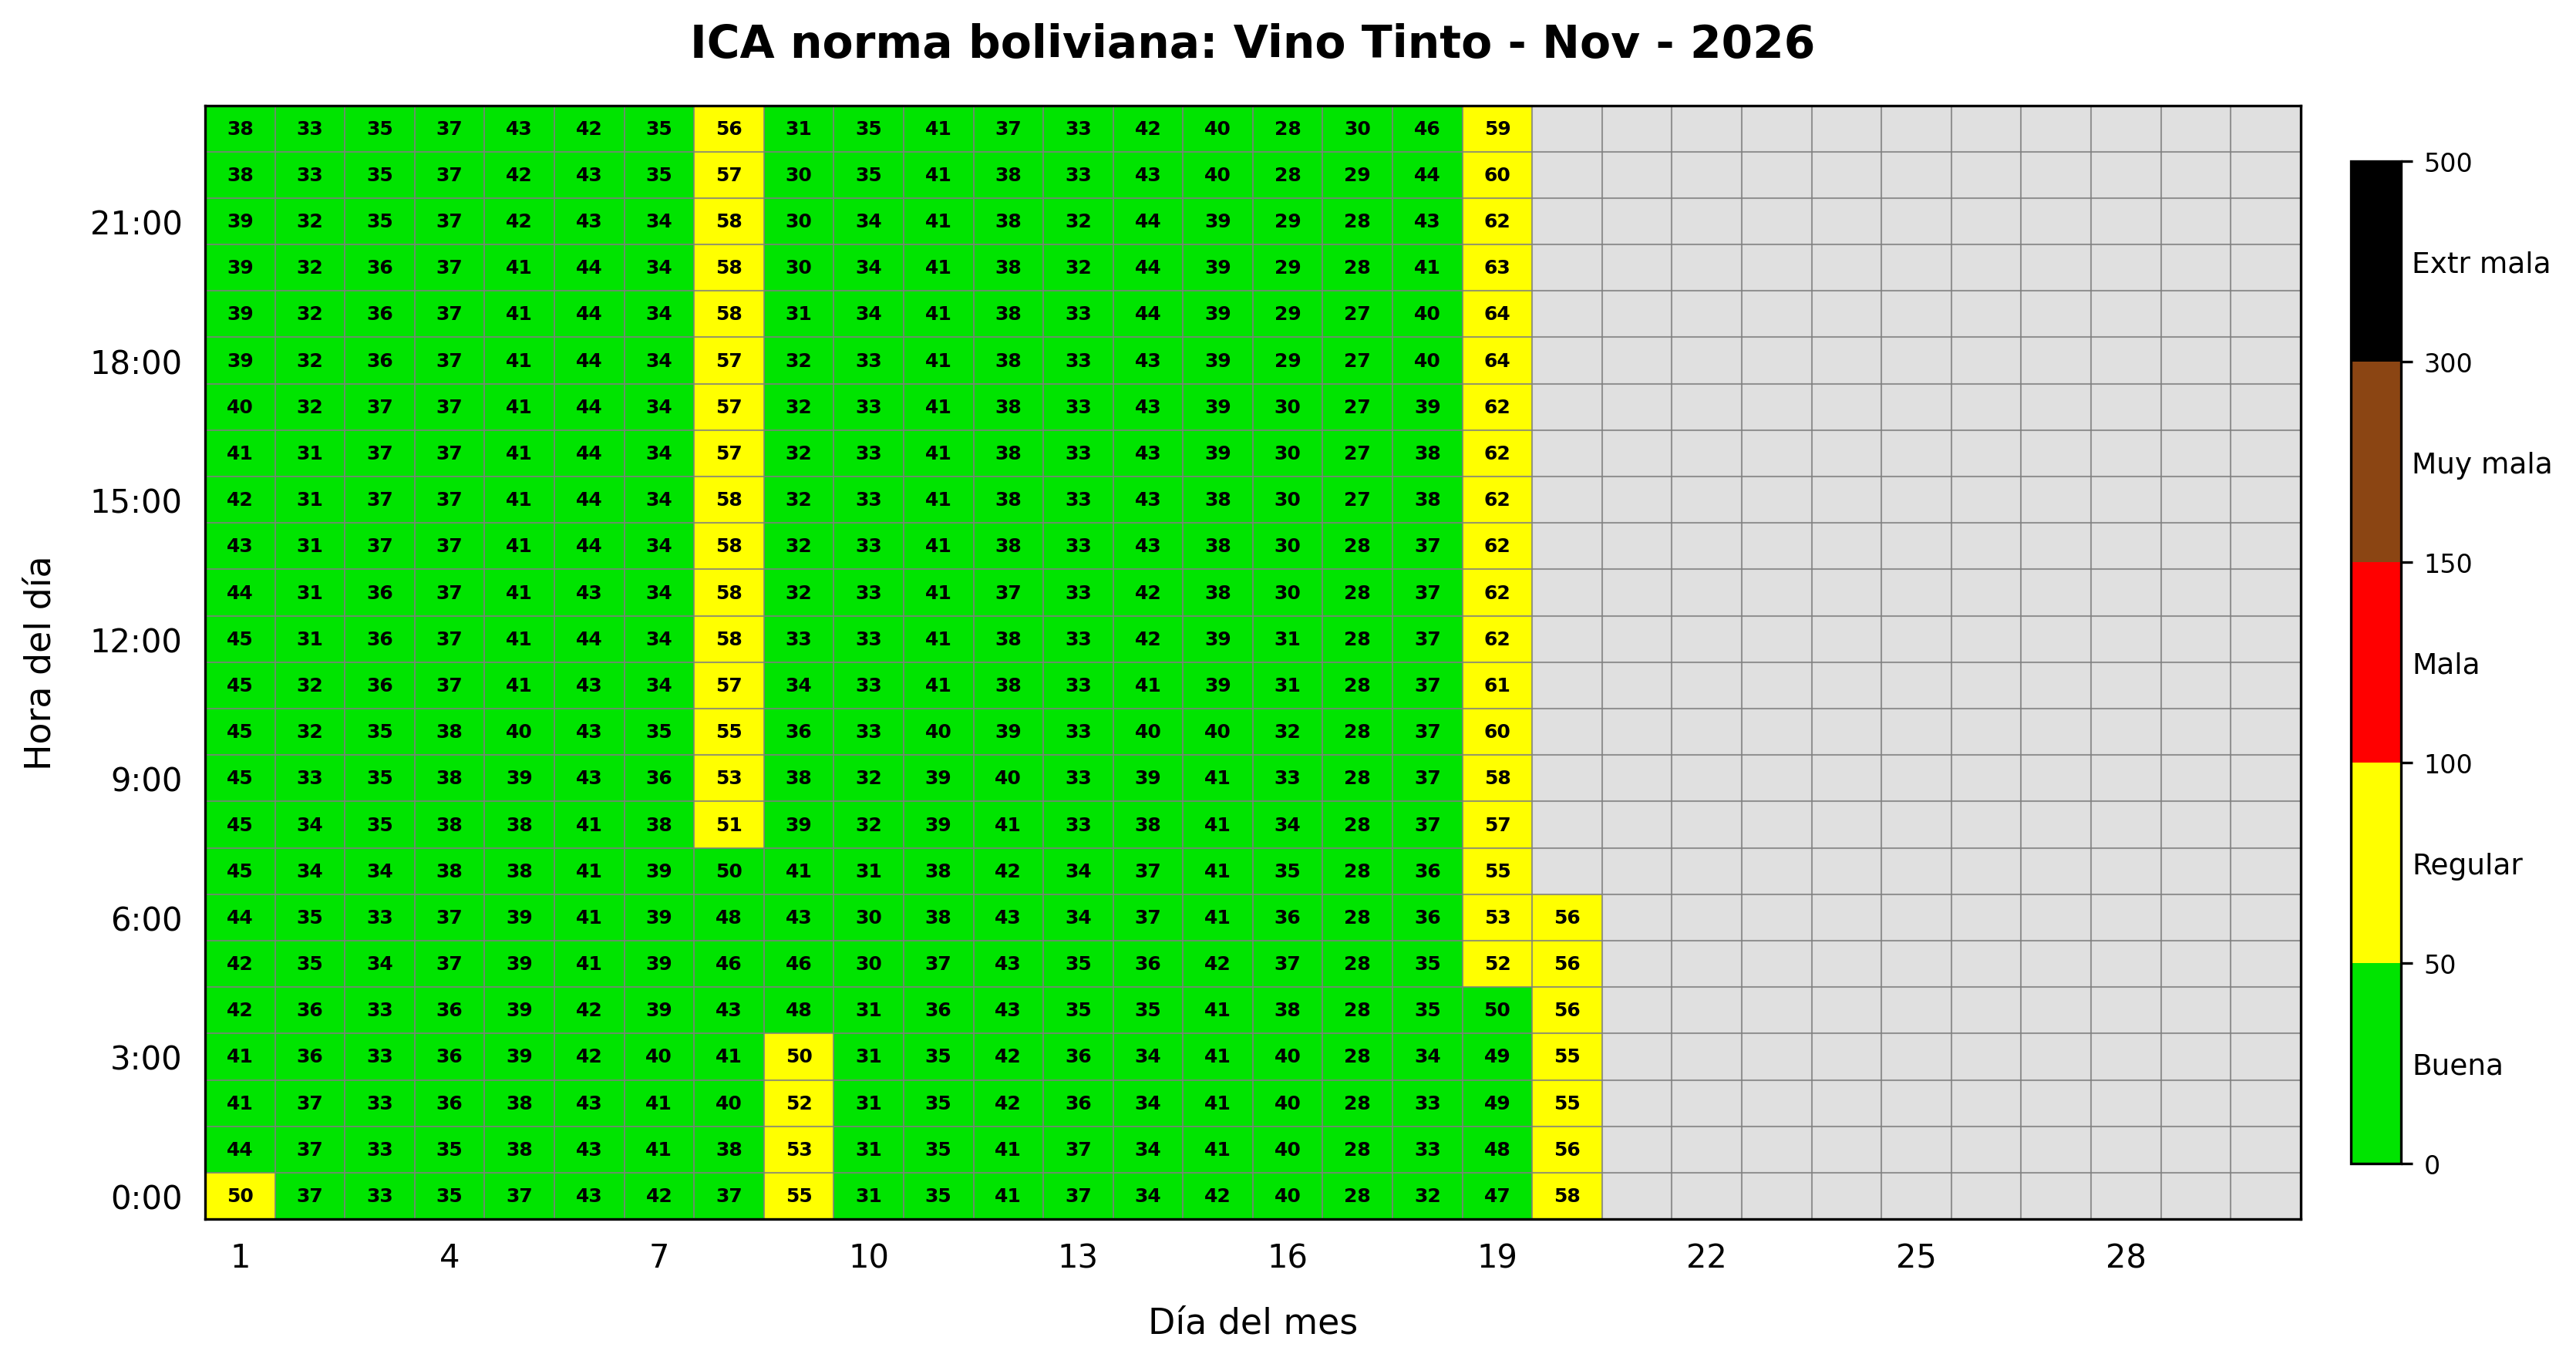 ICA norma boliviana: Vino Tinto - Nov - 2026
38 33 35 37 43 42 35 56 31 35 41 37 33 42 40 28 30 46 59
38 33 35 37 42 43 35 57 30 35 41 38 33 43 40 28 29 44 60
21:00 39 32 35 37 42 43 34 58 30 34 41 38 32 44 39 29 28 43 62
39 32 36 37 41 44 34 58 30 34 41 38 32 44 39 29 28 41 63
39 32 36 37 41 44 34 58 31 34 41 38 33 44 39 29 27 40 64
18:00 39 32 36 37 41 44 34 57 32 33 41 38 33 43 39 29 27 40 64
40 32 37 37 41 44 34 57 32 33 41 38 33 43 39 30 27 39 62
41 31 37 37 41 44 34 57 32 33 41 38 33 43 39 30 27 38 62
15:00 42 31 37 37 41 44 34 58 32 33 41 38 33 43 38 30 27 38 62
43 31 37 37 41 44 34 58 32 33 41 38 33 43 38 30 28 37 62
44 31 36 37 41 43 34 58 32 33 41 37 33 42 38 30 28 37 62
12:00 45 31 36 37 41 44 34 58 33 33 41 38 33 42 39 31 28 37 62
45 32 36 37 41 43 34 57 34 33 41 38 33 41 39 31 28 37 61
45 32 35 38 40 43 35 55 36 33 40 39 33 40 40 32 28 37 60
9:00 45 33 35 38 39 43 36 53 38 32 39 40 33 39 41 33 28 37 58
45 34 35 38 38 41 38 51 39 32 39 41 33 38 41 34 28 37 57
45 34 34 38 38 41 39 50 41 31 38 42 34 37 41 35 28 36 55
6:00 44 35 33 37 39 41 39 48 43 30 38 43 34 37 41 36 28 36 53 56
42 35 34 37 39 41 39 46 46 30 37 43 35 36 42 37 28 35 52 56
42 36 33 36 39 42 39 43 48 31 36 43 35 35 41 38 28 35 50 56
3:00 41 36 33 36 39 42 40 41 50 31 35 42 36 34 41 40 28 34 49 55
41 37 33 36 38 43 41 40 52 31 35 42 36 34 41 40 28 33 49 55
44 37 33 35 38 43 41 38 53 31 35 41 37 34 41 40 28 33 48 56
0:00 50 37 33 35 37 43 42 37 55 31 35 41 37 34 42 40 28 32 47 58
1 4 7 10 13 16 19 22 25 28
Día del mes
Hora del día
500
Extr mala
300
Muy mala
150
Mala
100
Regular
50
Buena
0